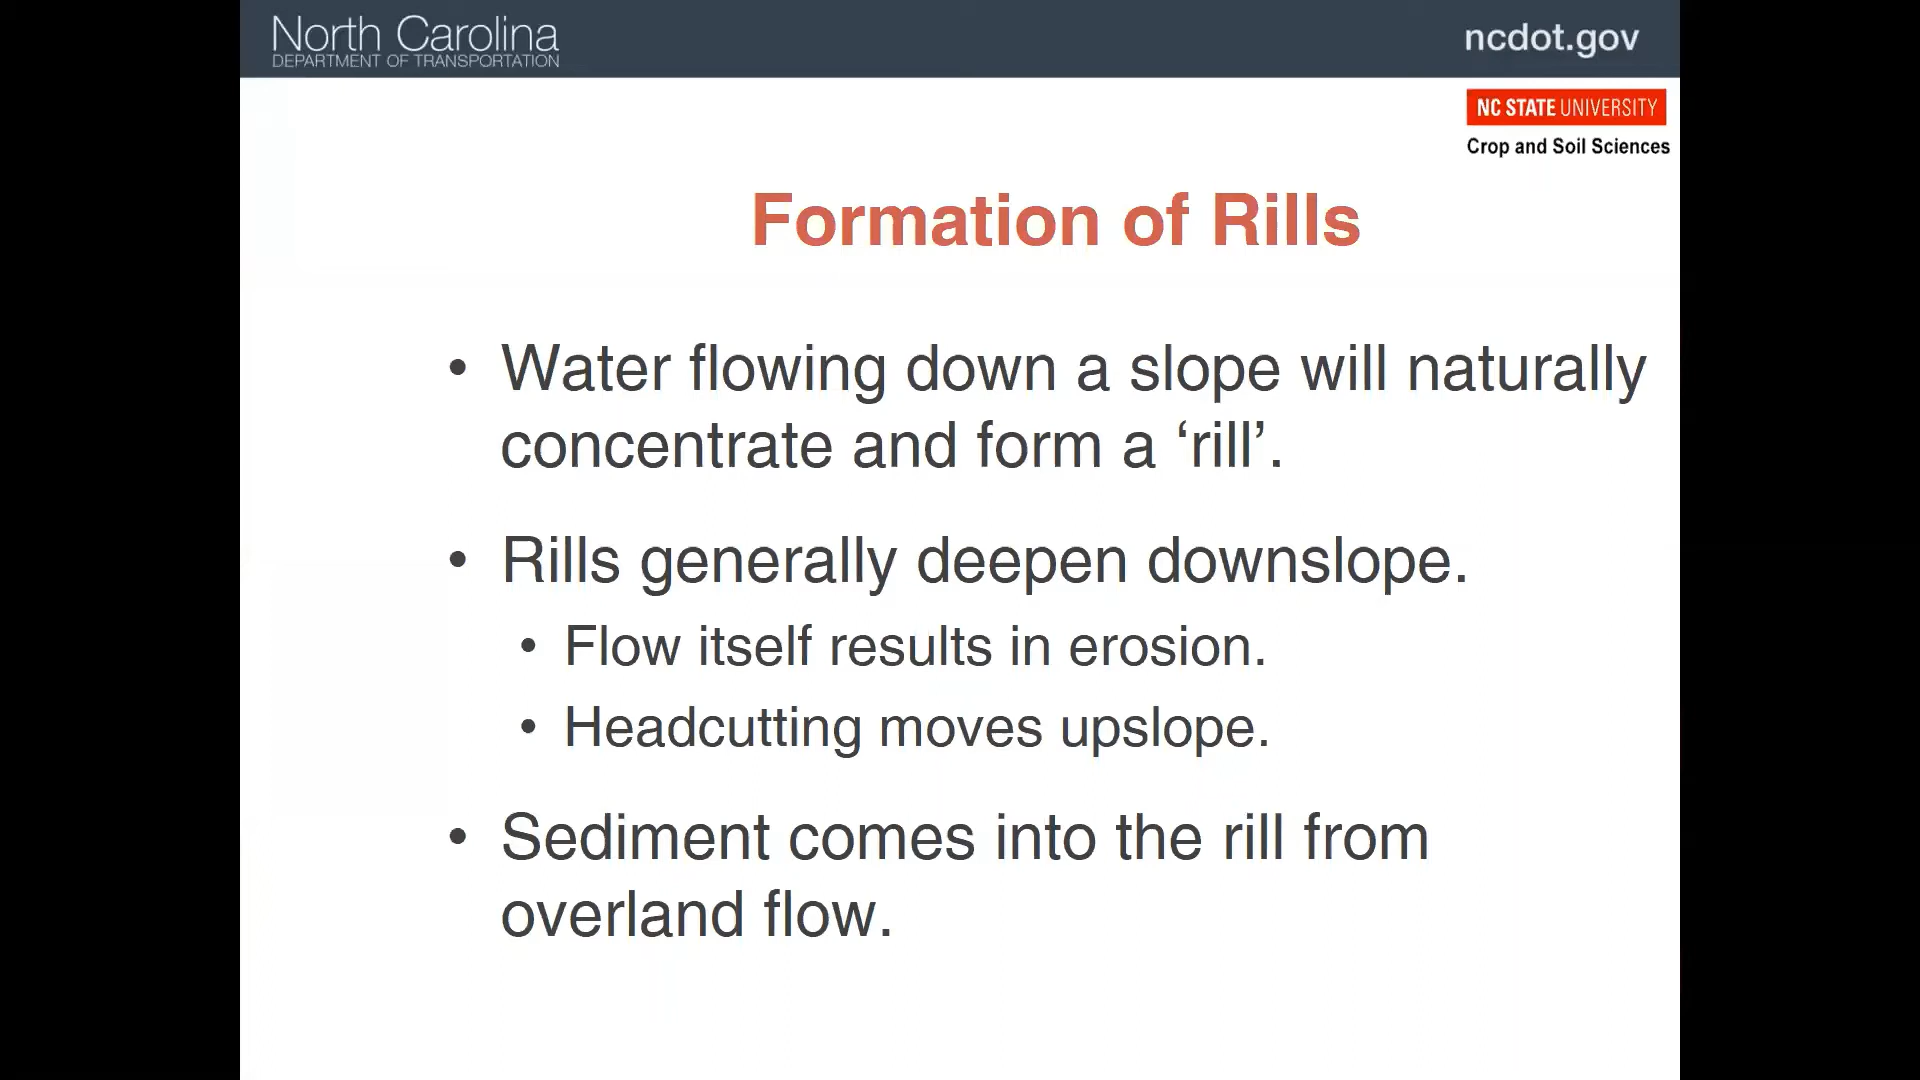 North Carolina
DEPARTMENT OF TRANSPORTATION
ncdot.gov
NC STATE UNIVERSITY
Crop and Soil Sciences
Formation of Rills
• Water flowing down a slope will naturally
concentrate and form a ‘rill’.
• Rills generally deepen downslope.
• Flow itself results in erosion.
• Headcutting moves upslope.
• Sediment comes into the rill from
overland flow.